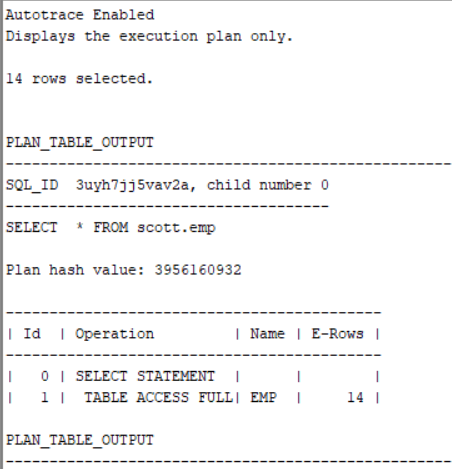 Autotrace Enabled
Displays the execution plan only.
14 rows selected.
PLAN_TABLE_OUTPUT
----------------------------------------------------
SQL_ID  3uyh7jj5vav2a, child number 0
-------------------------------------
SELECT  * FROM scott.emp
Plan hash value: 3956160932
-------------------------------------------
| Id  | Operation         | Name | E-Rows |
-------------------------------------------
|   0 | SELECT STATEMENT  |      |        |
|   1 |  TABLE ACCESS FULL| EMP  |     14 |
PLAN_TABLE_OUTPUT
----------------------------------------------------